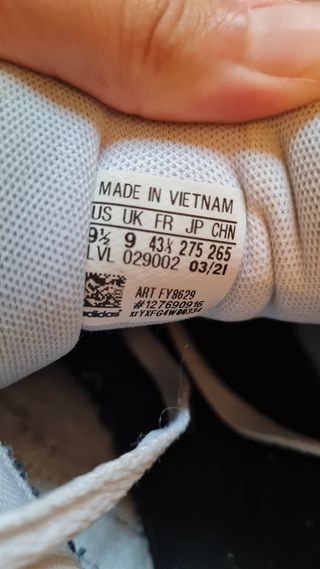 MADE IN VIETNAM
US UK FR JP CHN
9½ 9 43⅓ 275 265
LVL 029002 03/21
ART FY8629
#127690916
adidas